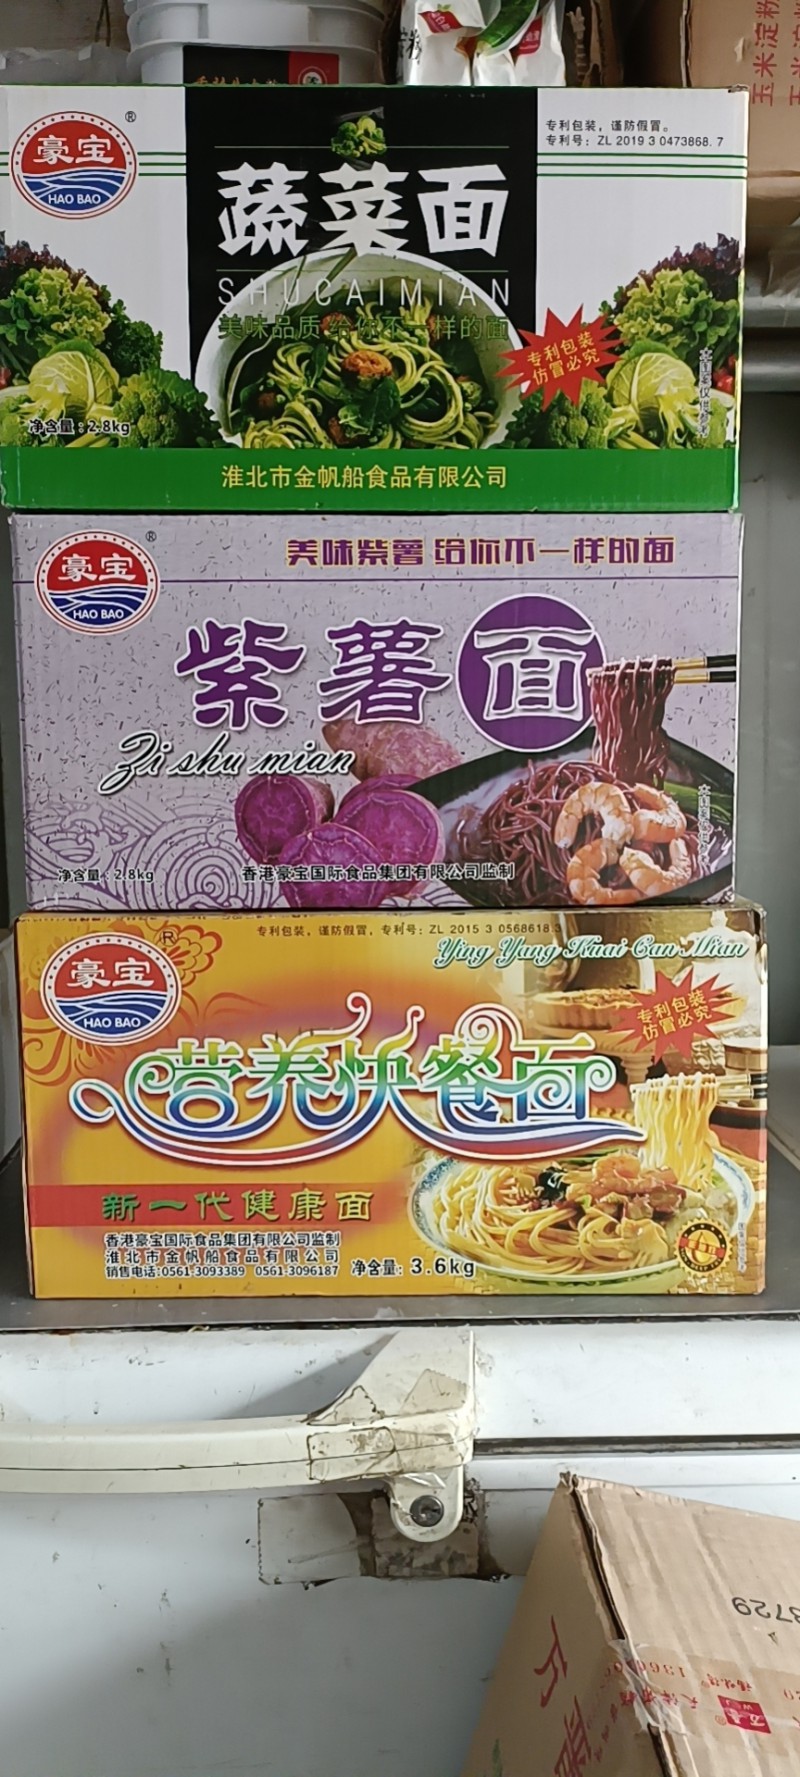 玉米淀粉
豪宝
®
HAO BAO
专利包装，谨防假冒。
专利号：ZL 2019 3 0473868. 7
蔬菜面
SHUCAIMIAN
美味品质 给你不一样的面
专利包装
仿冒必究
净含量：2.8kg
淮北市金帆船食品有限公司
豪宝
®
HAO BAO
美味紫薯 给你不一样的面
紫薯面
Zi shu mian
净含量：2.8kg
香港豪宝国际食品集团有限公司监制
专利包装，谨防假冒，专利号：ZL 2015 3 0568618.3
豪宝
®
HAO BAO
Ying Yang Kuai Can Mian
专利包装
仿冒必究
营养快餐面
新一代健康面
香港豪宝国际食品集团有限公司监制
淮北市金帆船食品有限公司
销售电话:0561-3093389 0561-3096187
净含量：3.6kg
3729